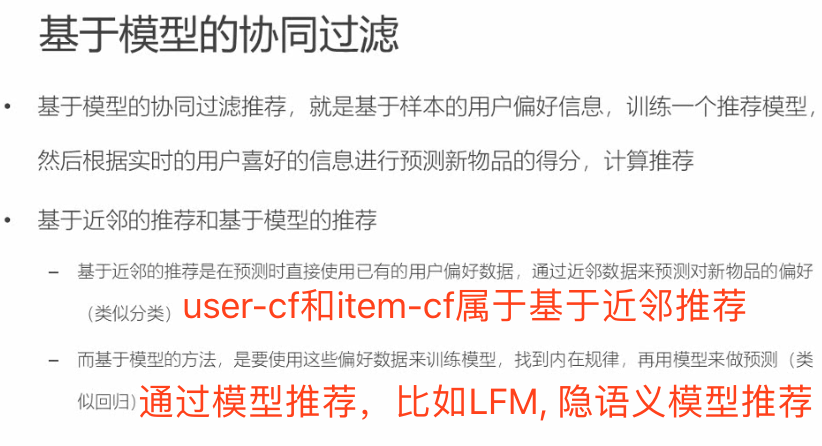 基于模型的协同过滤
• 基于模型的协同过滤推荐，就是基于样本的用户偏好信息，训练一个推荐模型，
然后根据实时的用户喜好的信息进行预测新物品的得分，计算推荐
• 基于近邻的推荐和基于模型的推荐
– 基于近邻的推荐是在预测时直接使用已有的用户偏好数据，通过近邻数据来预测对新物品的偏好
（类似分类）user-cf和item-cf属于基于近邻推荐
– 而基于模型的方法，是要使用这些偏好数据来训练模型，找到内在规律，再用模型来做预测（类
似回归）通过模型推荐，比如LFM, 隐语义模型推荐